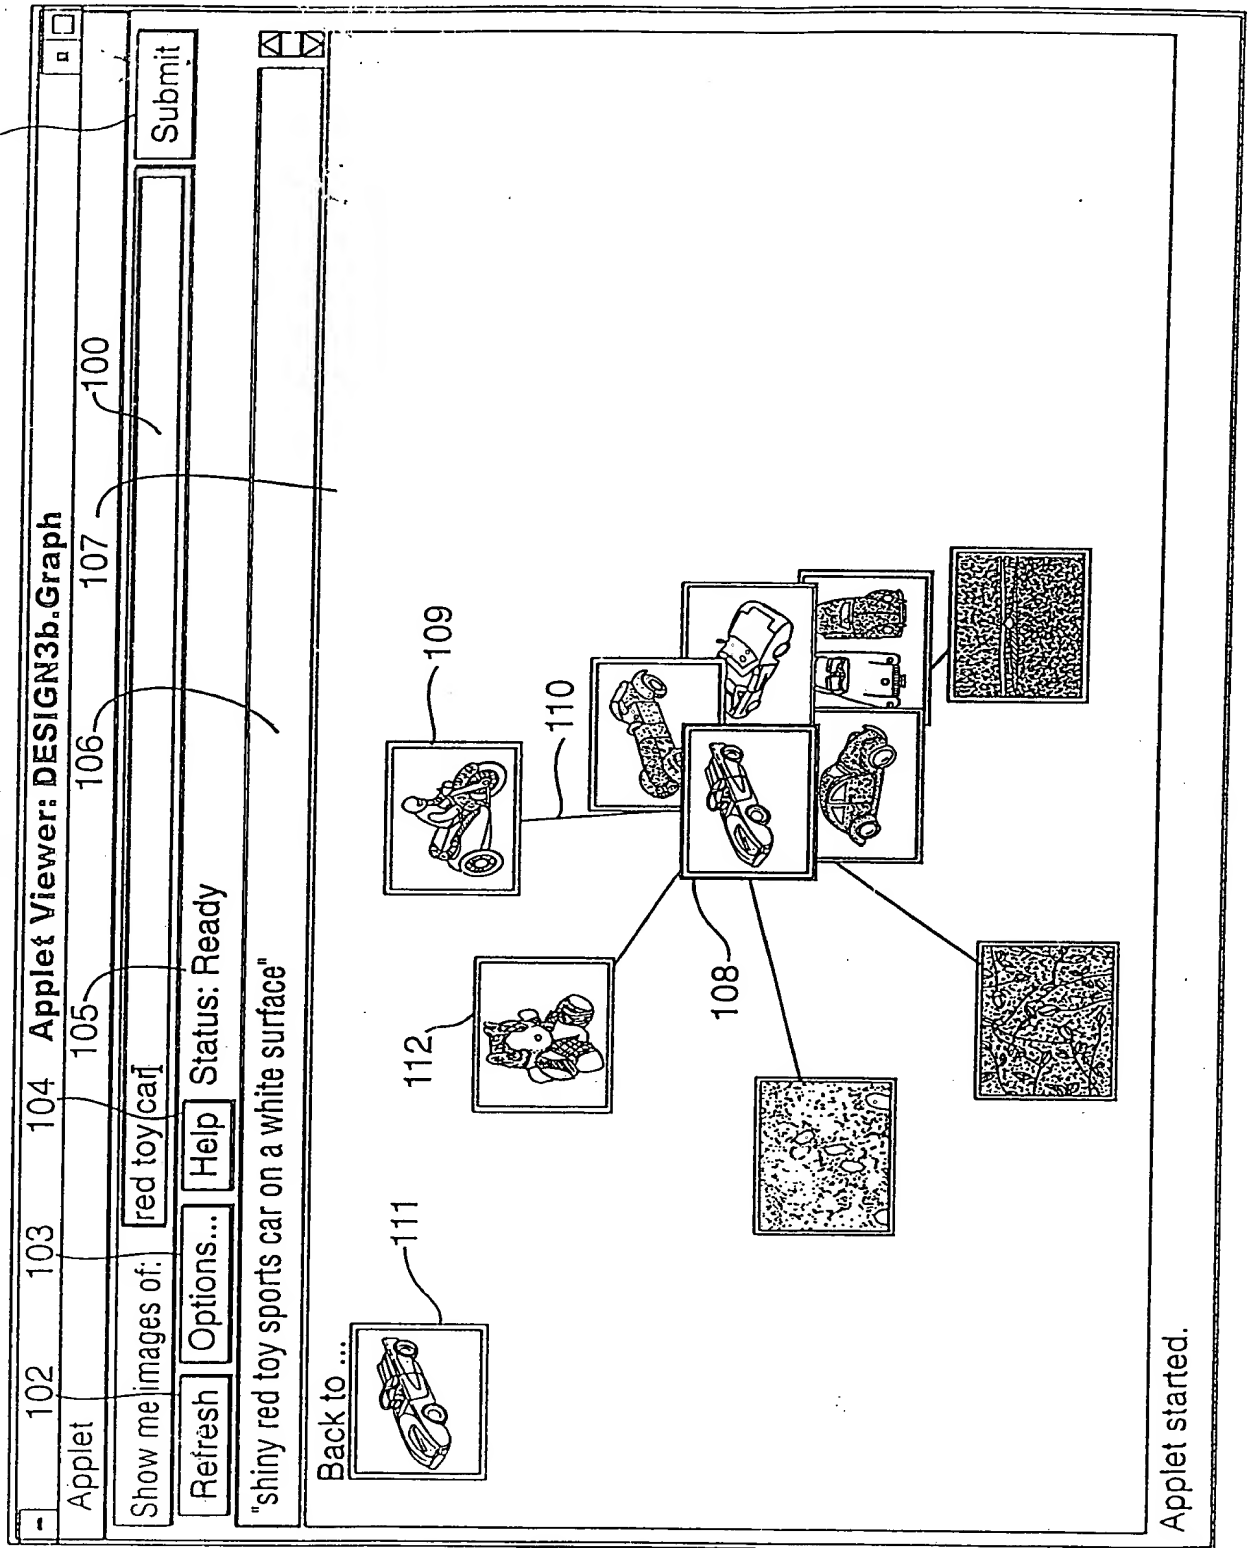 102 103 104 Applet Viewer: DESIGN3b.Graph
Applet 105 106 107 100
Show me images of: red toy car Submit
Refresh Options... Help Status: Ready
"shiny red toy sports car on a white surface"
Back to ...
111
112
109
110
108
Applet started.